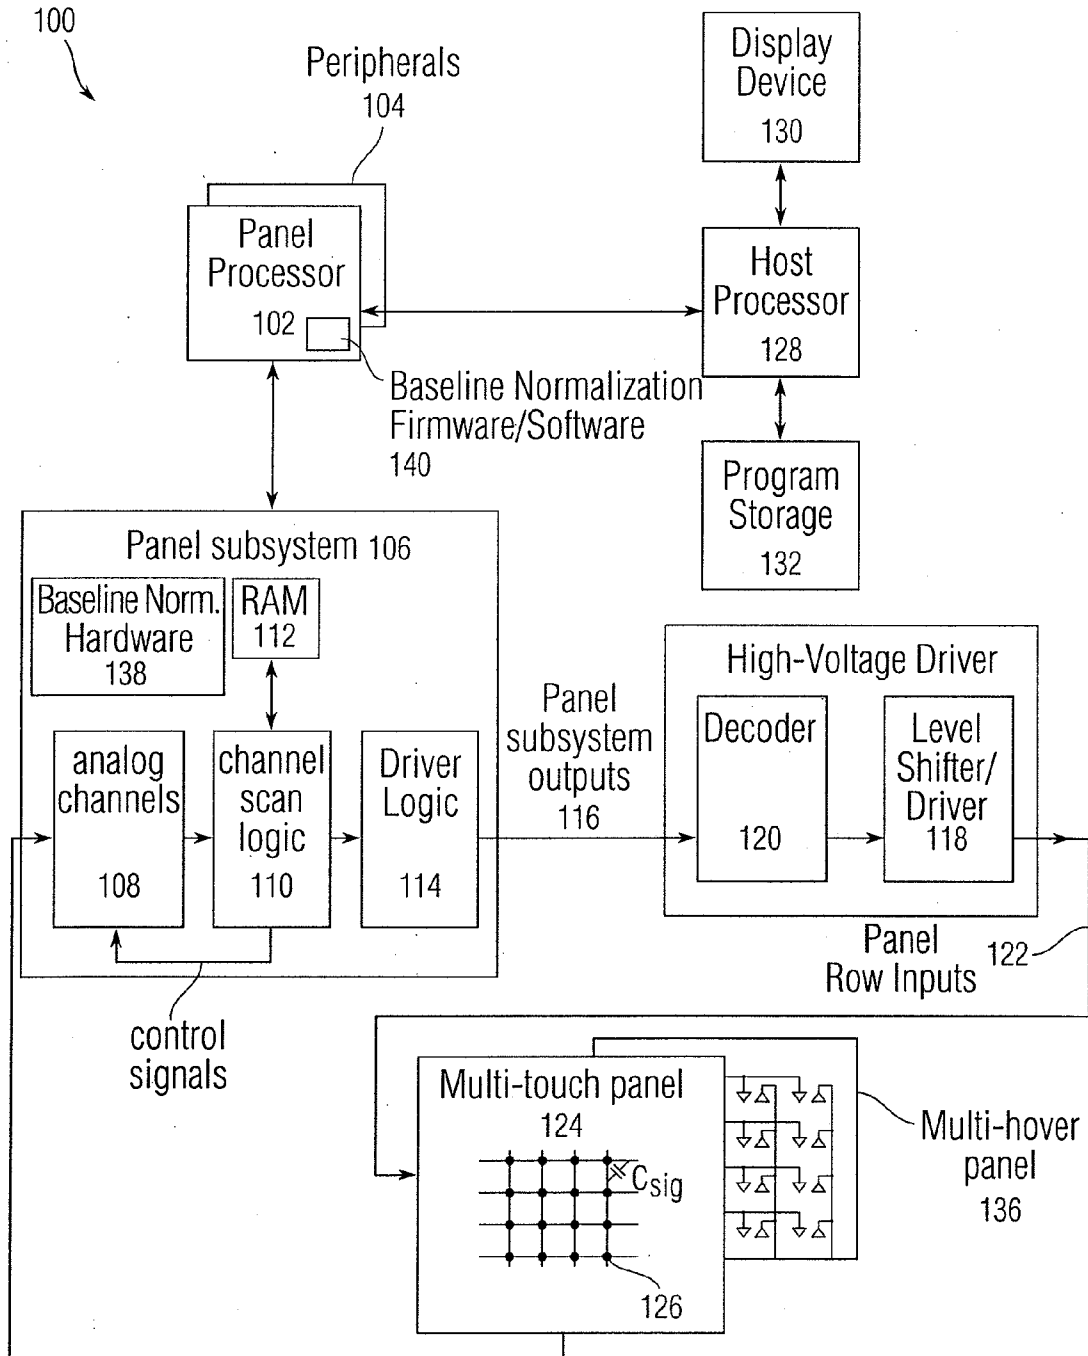 100
Peripherals
104
Display
Device
130
Panel
Processor
102
Host
Processor
128
Baseline Normalization
Firmware/Software
140
Program
Storage
132
Panel subsystem 106
Baseline Norm.
Hardware
138
RAM
112
analog
channels
108
channel
scan
logic
110
Driver
Logic
114
control
signals
Panel
subsystem
outputs
116
High-Voltage Driver
Decoder
120
Level
Shifter/
Driver
118
Panel
Row Inputs
122
Multi-touch panel
124
Csig
126
Multi-hover
panel
136